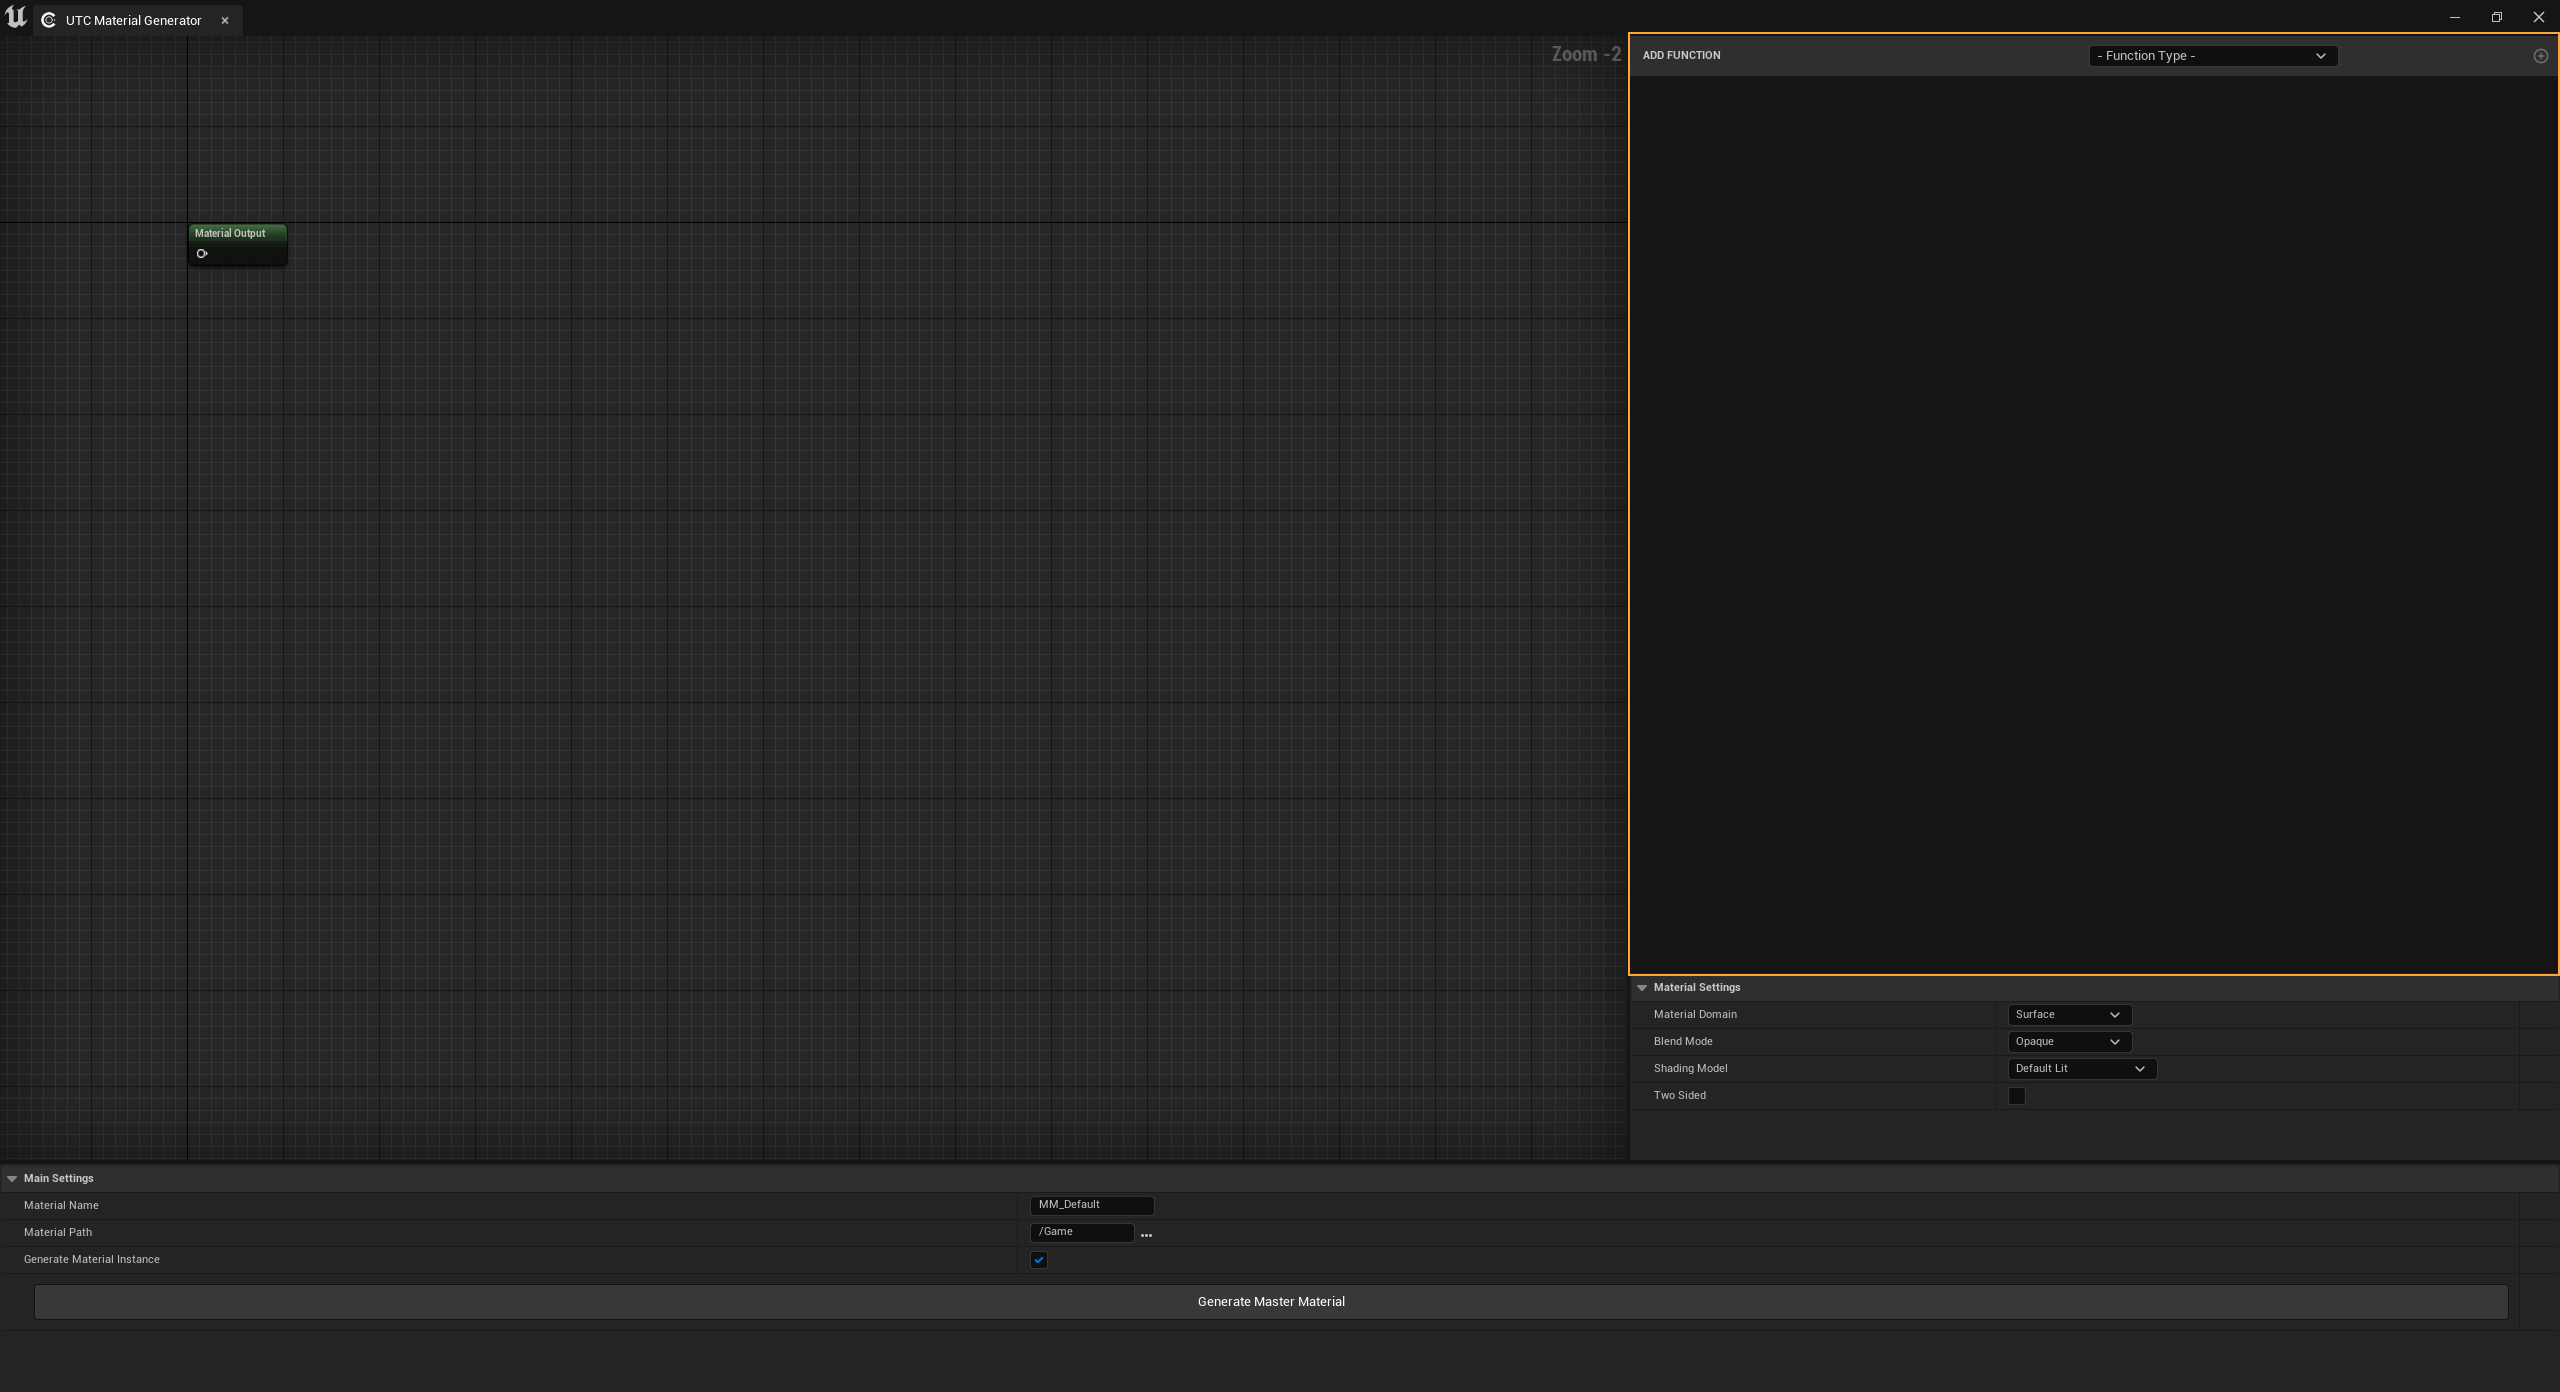 UTC Material Generator
Zoom -2
ADD FUNCTION
- Function Type -
Material Output
Material Settings
Material Domain
Surface
Blend Mode
Opaque
Shading Model
Default Lit
Two Sided
Main Settings
Material Name
MM_Default
Material Path
/Game
...
Generate Material Instance
Generate Master Material